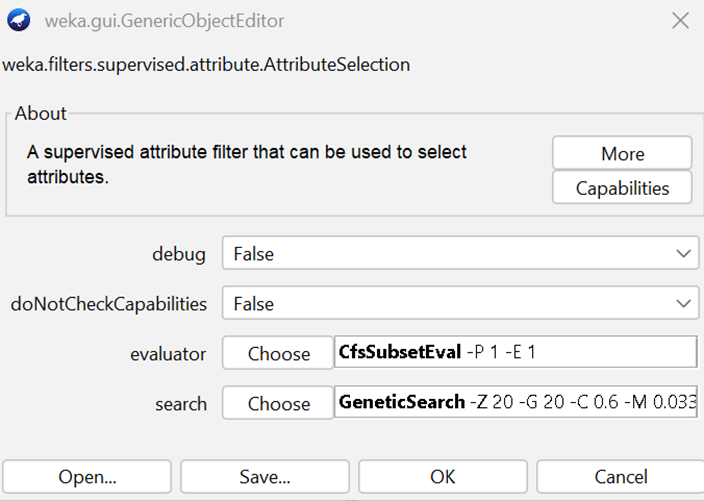 weka.gui.GenericObjectEditor
weka.filters.supervised.attribute.AttributeSelection
About
A supervised attribute filter that can be used to select
attributes.
More
Capabilities
debug False
doNotCheckCapabilities False
evaluator Choose CfsSubsetEval -P 1 -E 1
search Choose GeneticSearch -Z 20 -G 20 -C 0.6 -M 0.033
Open... Save... OK Cancel